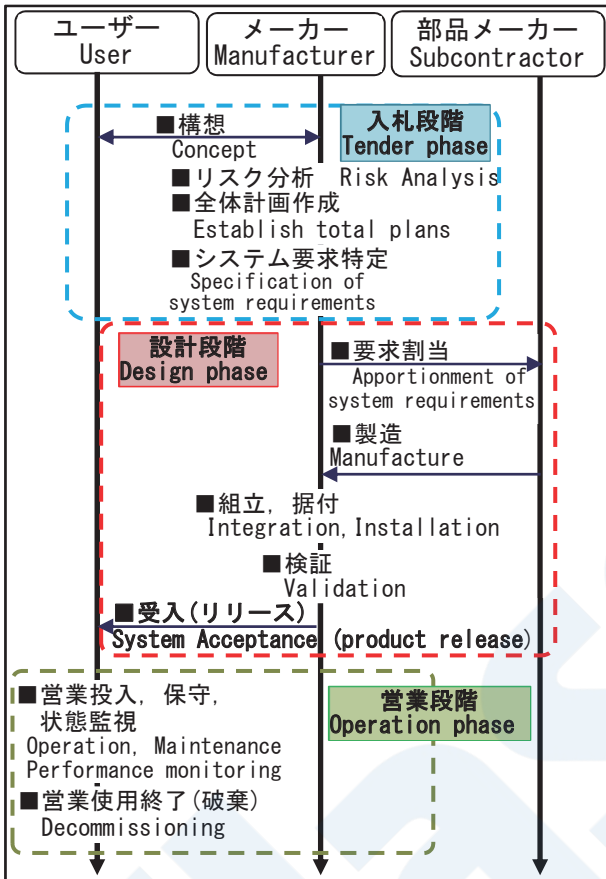 ユーザー
User
メーカー
Manufacturer
部品メーカー
Subcontractor
■構想
Concept
入札段階
Tender phase
■リスク分析 Risk Analysis
■全体計画作成
Establish total plans
■システム要求特定
Specification of
system requirements
設計段階
Design phase
■要求割当
Apportionment of
system requirements
■製造
Manufacture
■組立, 据付
Integration,Installation
■検証
Validation
■受入(リリース)
System Acceptance (product release)
営業段階
Operation phase
■営業投入, 保守,
状態監視
Operation, Maintenance
Performance monitoring
■営業使用終了(破棄)
Decommissioning